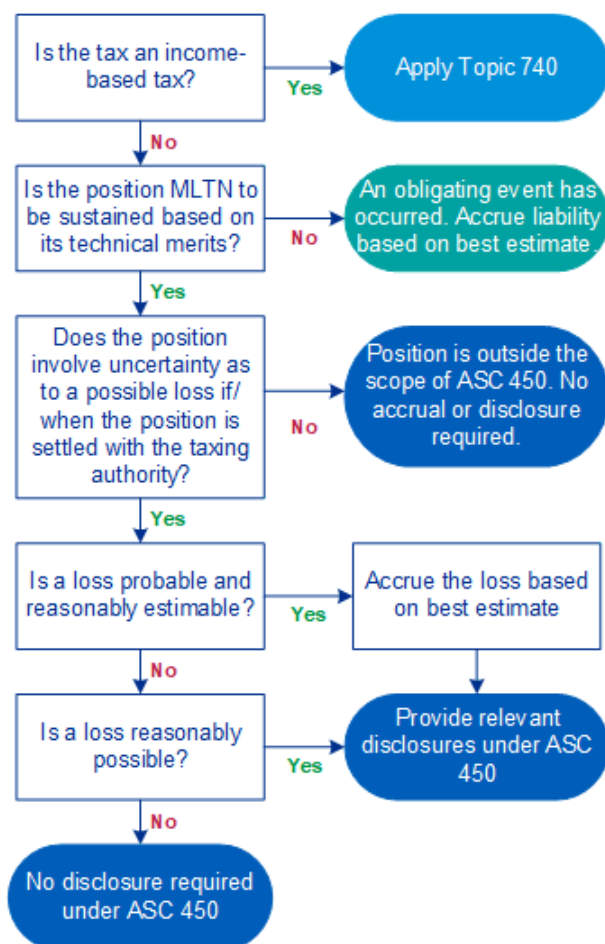 Is the tax an income-
based tax?
Yes
Apply Topic 740
No
Is the position MLTN to
be sustained based on
its technical merits?
No
An obligating event has
occurred. Accrue liability
based on best estimate.
Yes
Does the position
involve uncertainty as
to a possible loss if/
when the position is
settled with the taxing
authority?
No
Position is outside the
scope of ASC 450. No
accrual or disclosure
required.
Yes
Is a loss probable and
reasonably estimable?
Yes
Accrue the loss based
on best estimate
No
Is a loss reasonably
possible?
Yes
Provide relevant
disclosures under ASC
450
No
No disclosure required
under ASC 450